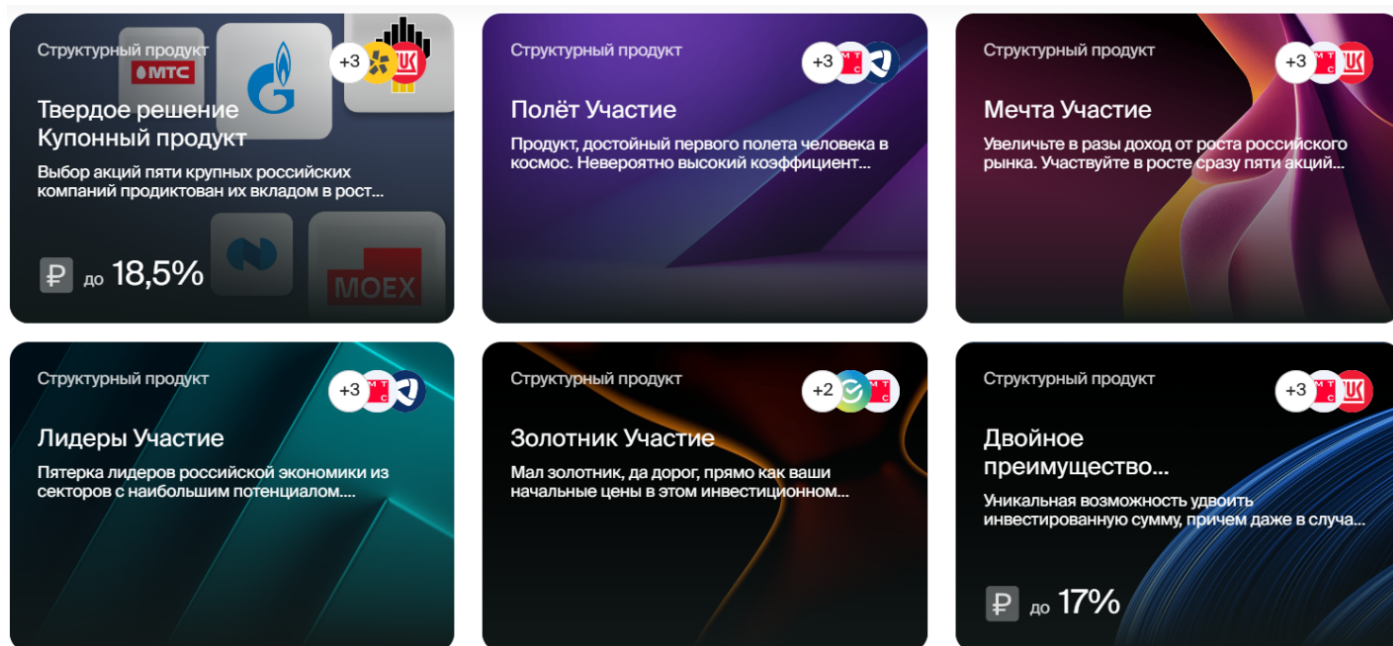 Структурный продукт
МТС
+3
Твердое решение
Купонный продукт
Выбор акций пяти крупных российских
компаний продиктован их вкладом в рост...
₽ до 18,5%
MOEX
Структурный продукт
+3
МТС
Полёт Участие
Продукт, достойный первого полета человека в
космос. Невероятно высокий коэффициент...
Структурный продукт
+3
МТС
Мечта Участие
Увеличьте в разы доход от роста российского
рынка. Участвуйте в росте сразу пяти акций...
Структурный продукт
+3
МТС
Лидеры Участие
Пятерка лидеров российской экономики из
секторов с наибольшим потенциалом....
Структурный продукт
+2
МТС
Золотник Участие
Мал золотник, да дорог, прямо как ваши
начальные цены в этом инвестиционном...
Структурный продукт
+3
МТС
Двойное
преимущество...
Уникальная возможность удвоить
инвестированную сумму, причем даже в случа...
₽ до 17%